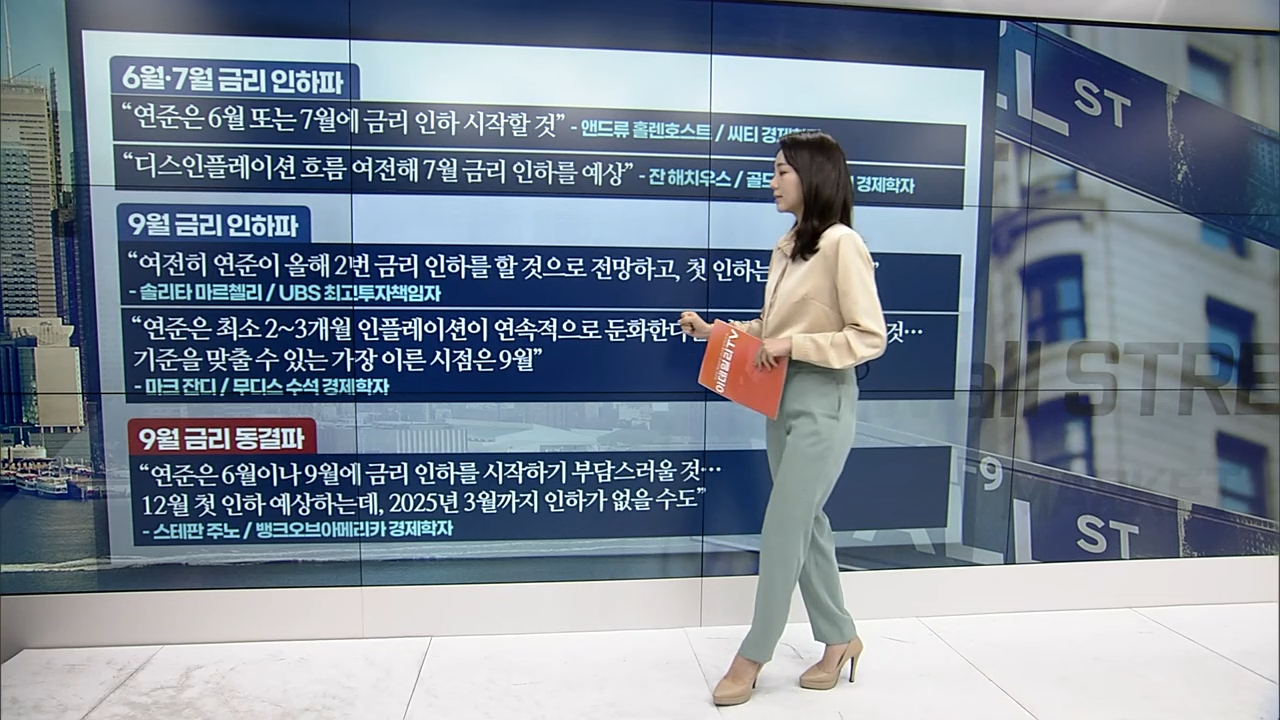 6월·7월 금리 인하파
“연준은 6월 또는 7월에 금리 인하 시작할 것” - 앤드류 홀렌호스트 / 씨티
“디스인플레이션 흐름 여전해 7월 금리 인하를 예상” - 잔 해치우스 / 경제학자
9월 금리 인하파
“여전히 연준이 올해 2번 금리 인하를 할 것으로 전망하고, 첫 인하는
- 솔리타 마르첼리 / UBS 최고투자책임자
“연준은 최소 2~3개월 인플레이션이 연속적으로 둔화한다 것…
기준을 맞출 수 있는 가장 이른 시점은 9월”
- 마크 잔디 / 무디스 수석 경제학자
9월 금리 동결파
“연준은 6월이나 9월에 금리 인하를 시작하기 부담스러울 것…
12월 첫 인하 예상하는데, 2025년 3월까지 인하가 없을 수도”
- 스테판 주노 / 뱅크오브아메리카 경제학자
이데일리TV
LL ST
all STRE
F9
ALL ST